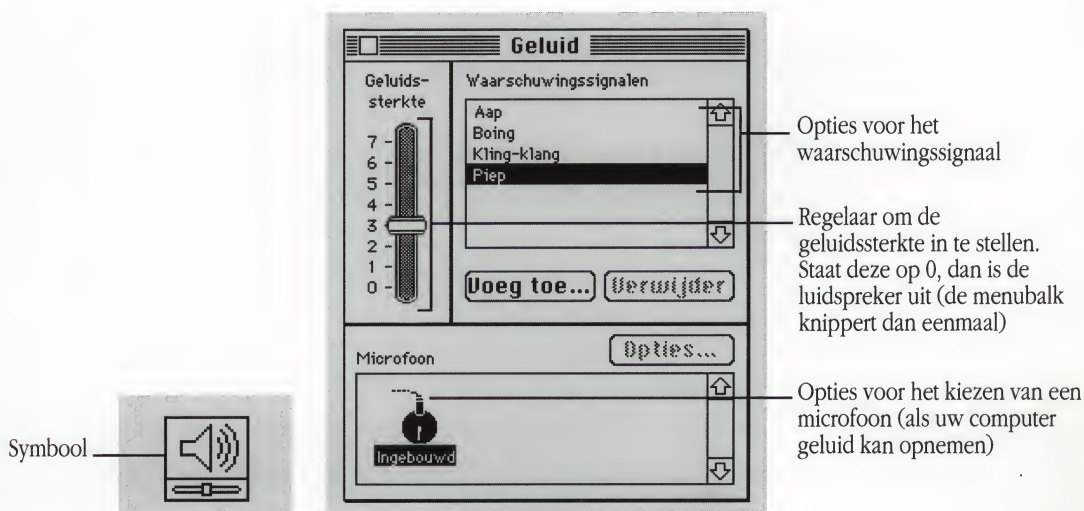 Geluid
Geluids-
sterkte
7
6
5
4
3
2
1
0
Waarschuwingssignalen
Aap
Boing
Kling-klang
Piep
Voeg toe...
Verwijder
Microfoon
Opties...
Ingebouwd
Opties voor het
waarschuwingssignaal
Regelaar om de
geluidssterkte in te stellen.
Staat deze op 0, dan is de
luidspreker uit (de menubalk
knippert dan eenmaal)
Opties voor het kiezen van een
microfoon (als uw computer
geluid kan opnemen)
Symbool